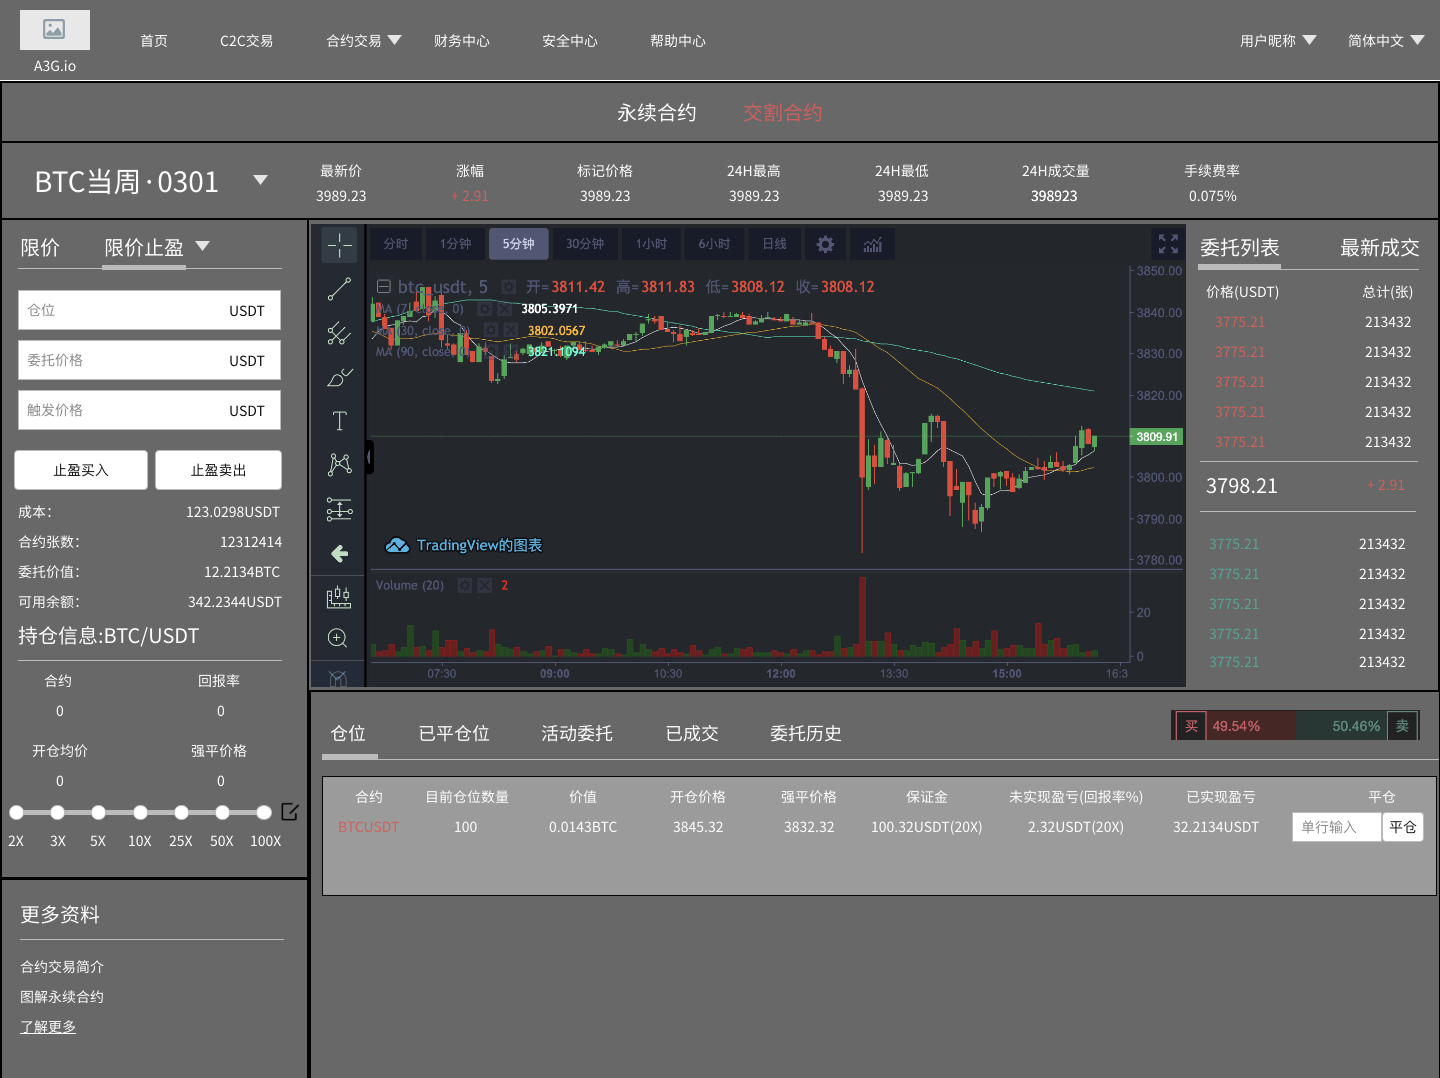 首页 C2C交易 合约交易 财务中心 安全中心 帮助中心 用户昵称 简体中文
A3G.io
永续合约 交割合约
BTC当周·0301
最新价 涨幅 标记价格 24H最高 24H最低 24H成交量 手续费率
3989.23 + 2.91 3989.23 3989.23 3989.23 398923 0.075%
限价 限价止盈
仓位 USDT
委托价格 USDT
触发价格 USDT
止盈买入 止盈卖出
成本: 123.0298USDT
合约张数: 12312414
委托价值: 12.2134BTC
可用余额: 342.2344USDT
持仓信息:BTC/USDT
合约 回报率
0 0
开仓均价 强平价格
0 0
2X 3X 5X 10X 25X 50X 100X
更多资料
合约交易简介
图解永续合约
了解更多
分时 1分钟 5分钟 30分钟 1小时 6小时 日线
btc_usdt, 5 开=3811.42 高=3811.83 低=3808.12 收=3808.12
3805.3971
MA (30, close, 0) 3802.0567
MA (90, close, 0) 3821.1094
3850.00
3840.00
3830.00
3820.00
3809.91
3800.00
3790.00
3780.00
TradingView的图表
Volume (20) 2
20
0
07:30 09:00 10:30 12:00 13:30 15:00 16:3
委托列表 最新成交
价格(USDT) 总计(张)
3775.21 213432
3775.21 213432
3775.21 213432
3775.21 213432
3775.21 213432
3798.21 + 2.91
3775.21 213432
3775.21 213432
3775.21 213432
3775.21 213432
3775.21 213432
仓位 已平仓位 活动委托 已成交 委托历史
买 49.54% 50.46% 卖
合约 目前仓位数量 价值 开仓价格 强平价格 保证金 未实现盈亏(回报率%) 已实现盈亏 平仓
BTCUSDT 100 0.0143BTC 3845.32 3832.32 100.32USDT(20X) 2.32USDT(20X) 32.2134USDT 单行输入 平仓